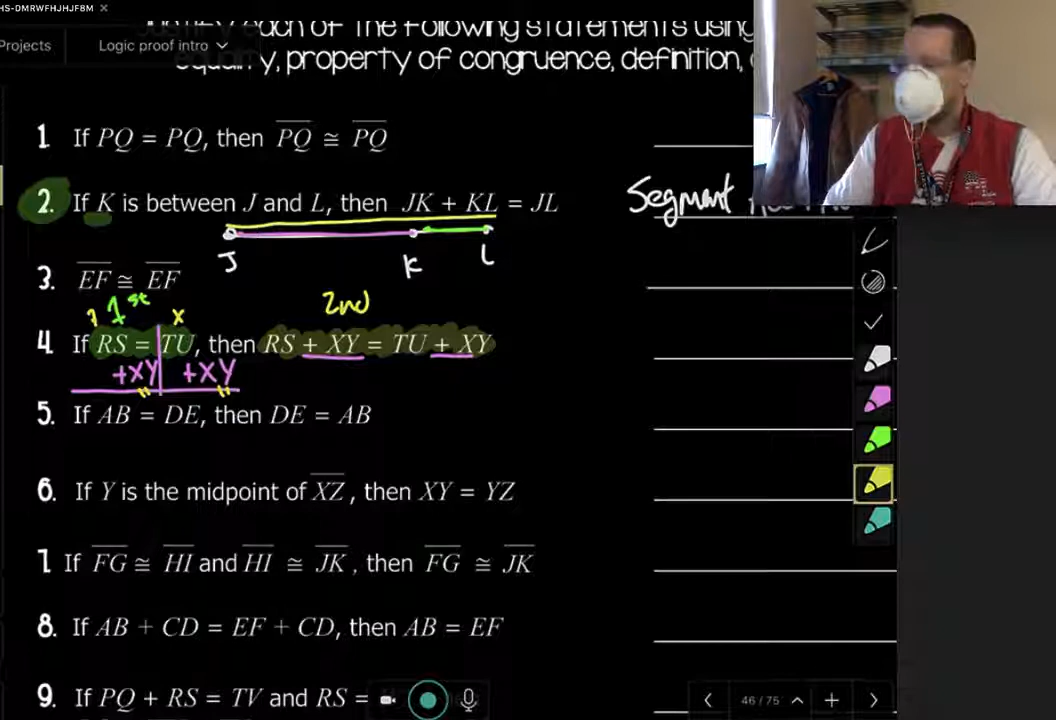 HS-DMRWFHJHJF8M ×
Projects
Logic proof intro
Justify each of the following statements using
equality, property of congruence, definition,
1. If PQ = PQ, then PQ ≅ PQ
2. If K is between J and L, then JK + KL = JL
Segment
J K L
3. EF ≅ EF
1st x 2nd
4. If RS = TU, then RS + XY = TU + XY
+XY +XY
5. If AB = DE, then DE = AB
6. If Y is the midpoint of XZ, then XY = YZ
7. If FG ≅ HI and HI ≅ JK, then FG ≅ JK
8. If AB + CD = EF + CD, then AB = EF
9. If PQ + RS = TV and RS =
46/75